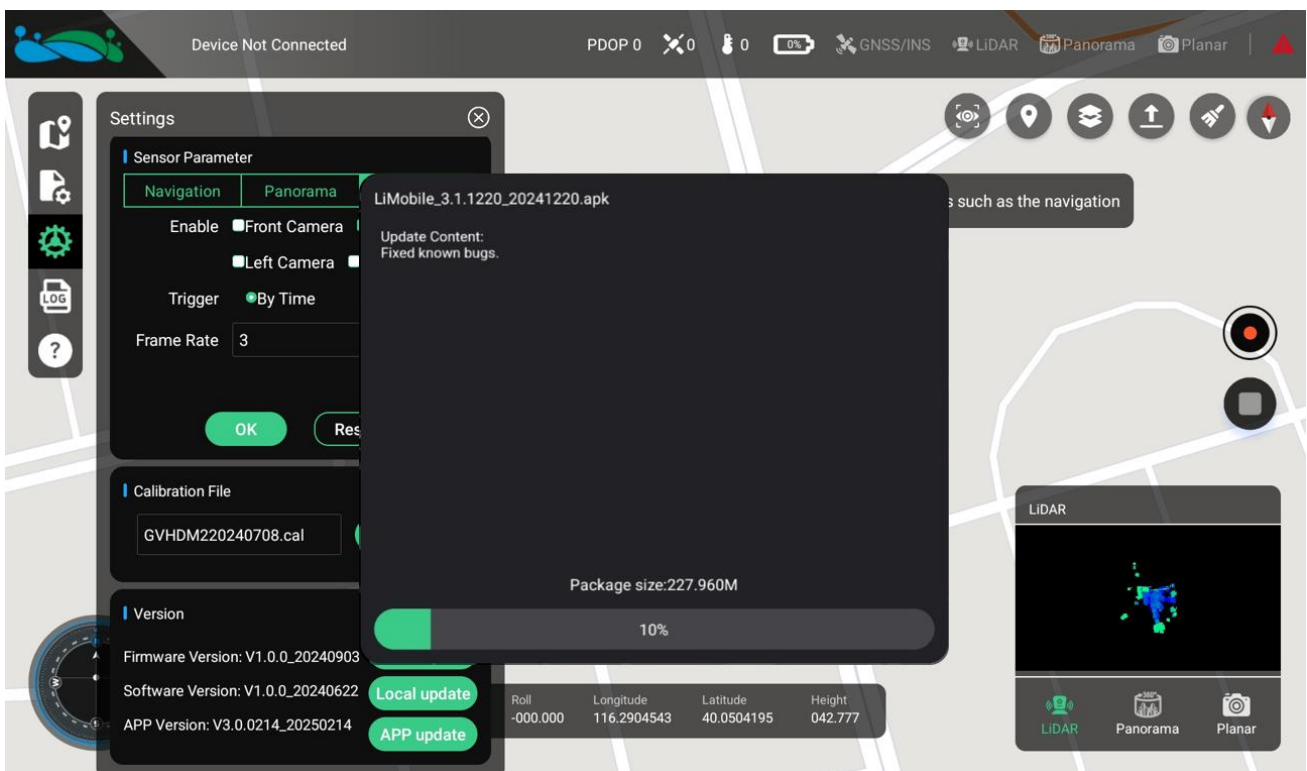 Device Not Connected
PDOP 0
0
0
0%
GNSS/INS
LiDAR
Panorama
Planar
Settings
Sensor Parameter
Navigation
Panorama
Enable
Front Camera
Left Camera
Trigger
By Time
Frame Rate
3
OK
Res
Calibration File
GVHDM220240708.cal
Version
Firmware Version: V1.0.0_20240903
Software Version: V1.0.0_20240622
Local update
APP Version: V3.0.0214_20250214
APP update
LOG
?
LiMobile_3.1.1220_20241220.apk
Update Content:
Fixed known bugs.
Package size:227.960M
10%
s such as the navigation
Roll
Longitude
Latitude
Height
-000.000
116.2904543
40.0504195
042.777
LiDAR
LiDAR
360°
Panorama
Planar
W